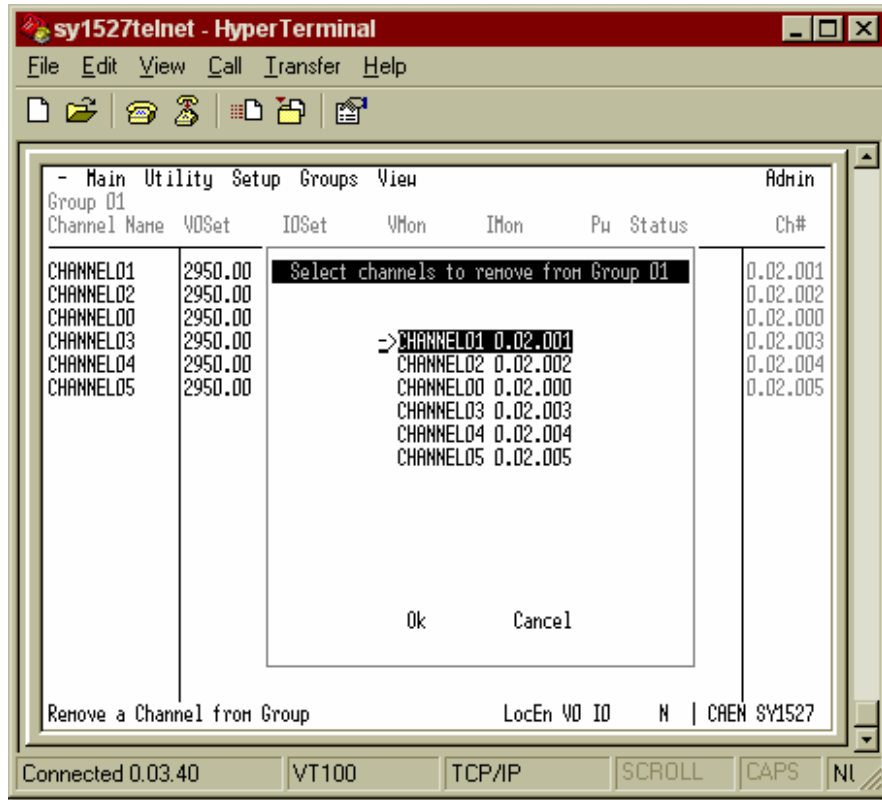 sy1527telnet - HyperTerminal
File Edit View Call Transfer Help
- Main Utility Setup Groups View Admin
Group 01
Channel Name V0Set I0Set VMon IMon Pw Status Ch#
Select channels to remove from Group 01
CHANNEL01 2950.00 0.02.001
CHANNEL02 2950.00 0.02.002
CHANNEL00 2950.00 0.02.000
CHANNEL03 2950.00 -> CHANNEL01 0.02.001 0.02.003
CHANNEL04 2950.00 CHANNEL02 0.02.002 0.02.004
CHANNEL05 2950.00 CHANNEL00 0.02.000 0.02.005
CHANNEL03 0.02.003
CHANNEL04 0.02.004
CHANNEL05 0.02.005
Ok Cancel
Remove a Channel from Group LocEn V0 I0 N | CAEN SY1527
Connected 0.03.40 VT100 TCP/IP SCROLL CAPS